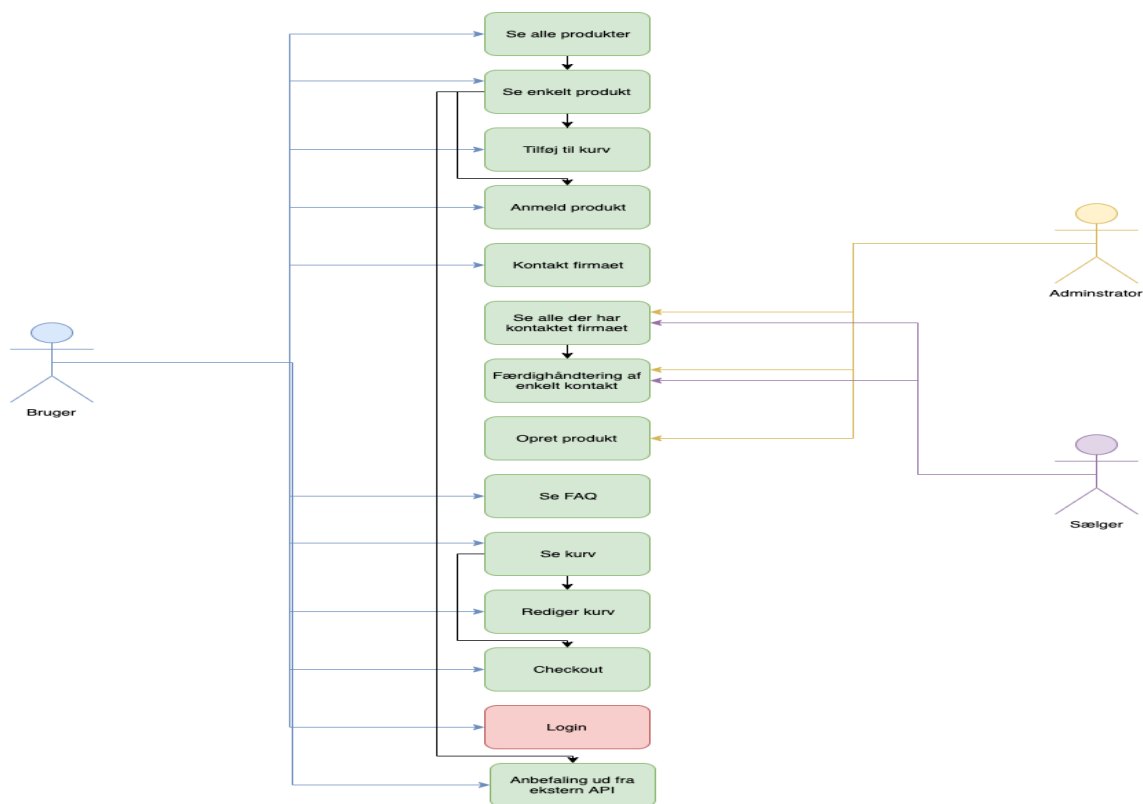 Se alle produkter
Se enkelt produkt
Tilføj til kurv
Anmeld produkt
Kontakt firmaet
Se alle der har
kontaktet firmaet
Færdighåndtering af
enkelt kontakt
Opret produkt
Se FAQ
Se kurv
Rediger kurv
Checkout
Login
Anbefaling ud fra
ekstern API
Bruger
Adminstrator
Sælger